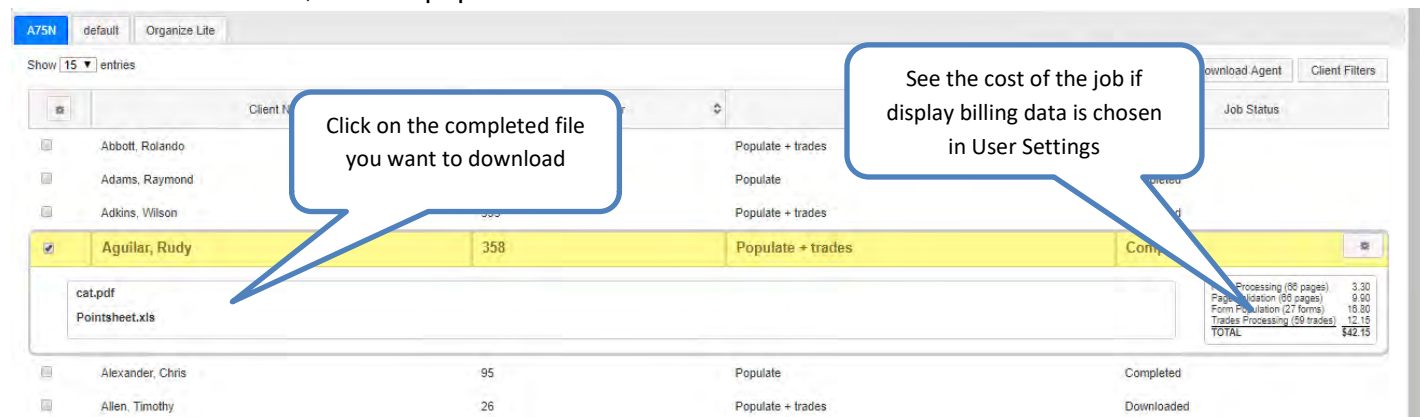 A75N default Organize Lite
Show 15 entries
ownload Agent Client Filters
Client N
Job Status
Click on the completed file
you want to download
See the cost of the job if
display billing data is chosen
in User Settings
Abbott, Rolando Populate + trades
Adams, Raymond Populate
Adkins, Wilson Populate + trades
Aguilar, Rudy 358 Populate + trades Comp
cat.pdf
Pointsheet.xls
Processing (66 pages) 3.30
Page Validation (66 pages) 9.90
Form Population (27 forms) 16.80
Trades Processing (59 trades) 12.15
TOTAL $42.15
Alexander, Chris 95 Populate Completed
Allen, Timothy 26 Populate + trades Downloaded